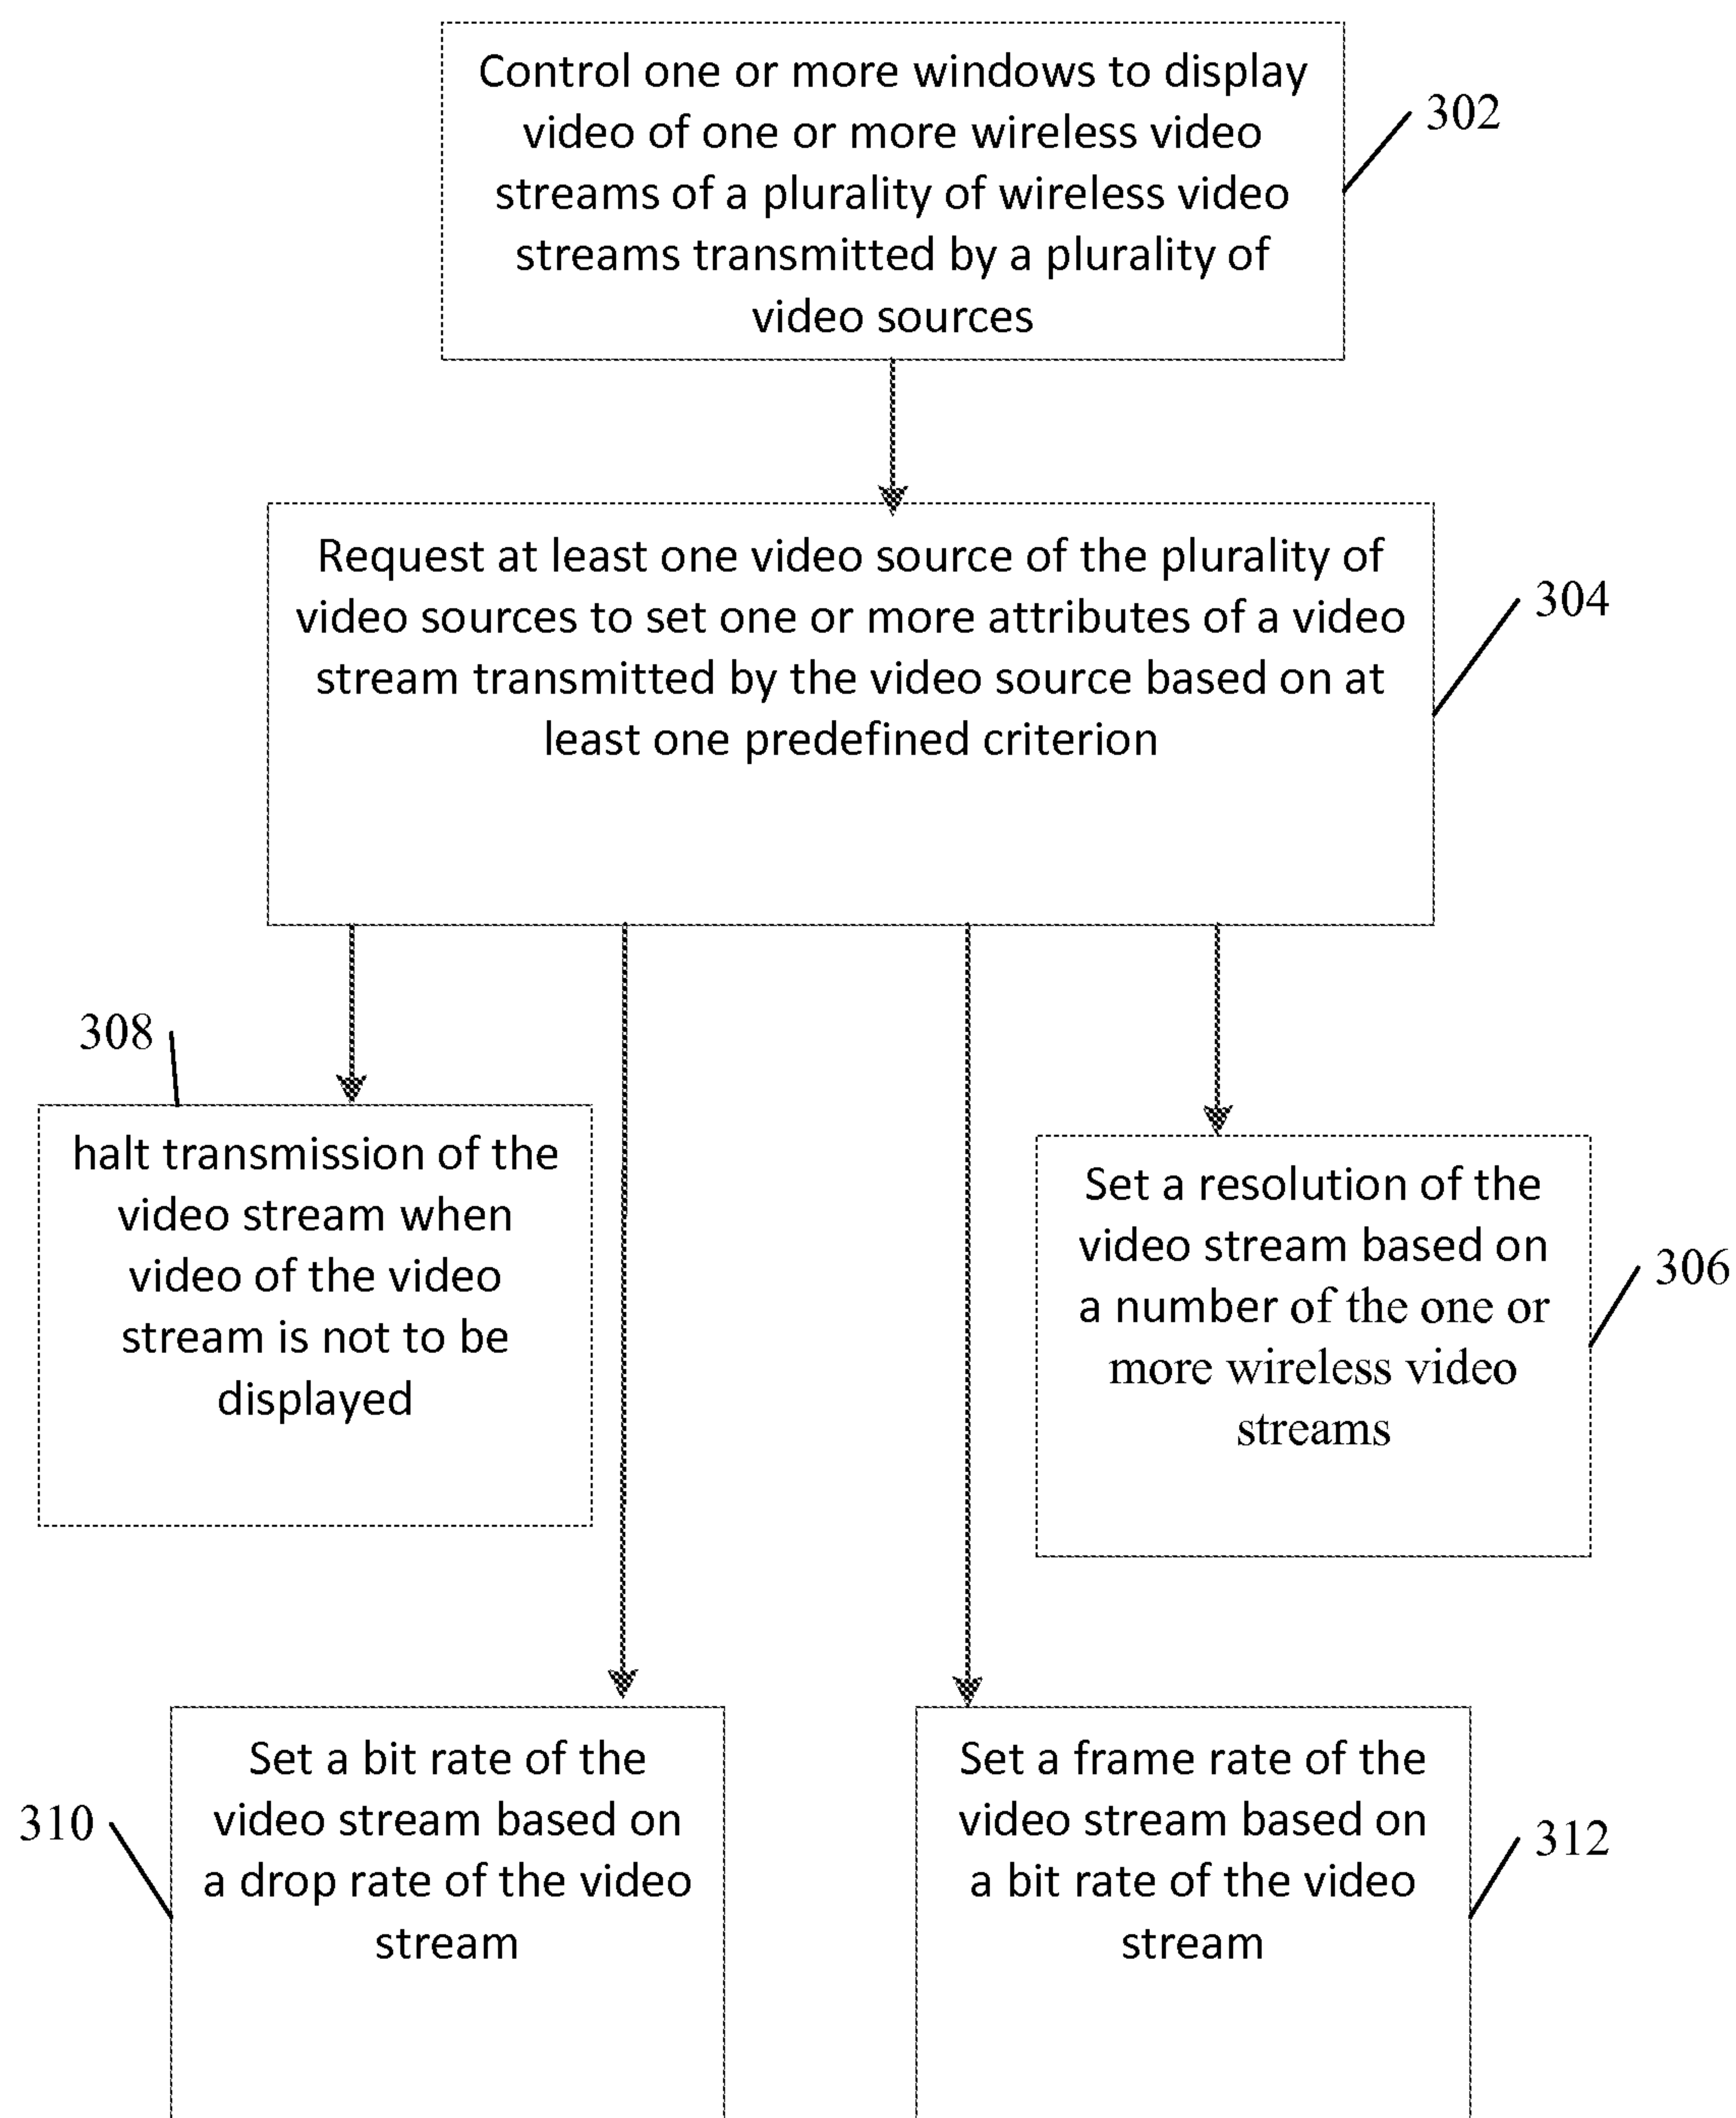 Control one or more windows to display
video of one or more wireless video
streams of a plurality of wireless video
streams transmitted by a plurality of
video sources
302
Request at least one video source of the plurality of
video sources to set one or more attributes of a video
stream transmitted by the video source based on at
least one predefined criterion
304
308
halt transmission of the
video stream when
video of the video
stream is not to be
displayed
Set a resolution of the
video stream based on
a number of the one or
more wireless video
streams
306
310
Set a bit rate of the
video stream based on
a drop rate of the video
stream
Set a frame rate of the
video stream based on
a bit rate of the video
stream
312